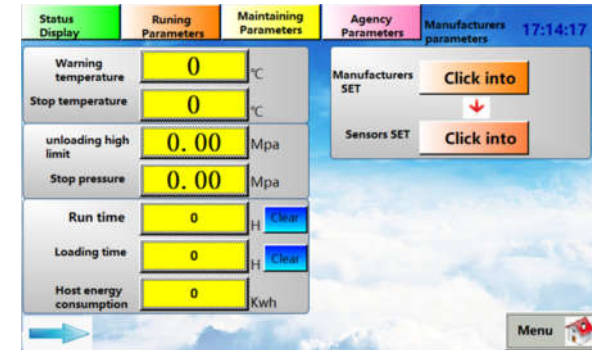 Status
Display
Runing
Parameters
Maintaining
Parameters
Agency
Parameters
Manufacturers
parameters
17:14:17
Warning
temperature
0
℃
Stop temperature
0
℃
unloading high
limit
0.00
Mpa
Stop pressure
0.00
Mpa
Run time
0
H
Clear
Loading time
0
H
Clear
Host energy
consumption
0
Kwh
Manufacturers
SET
Click into
Sensors SET
Click into
Menu